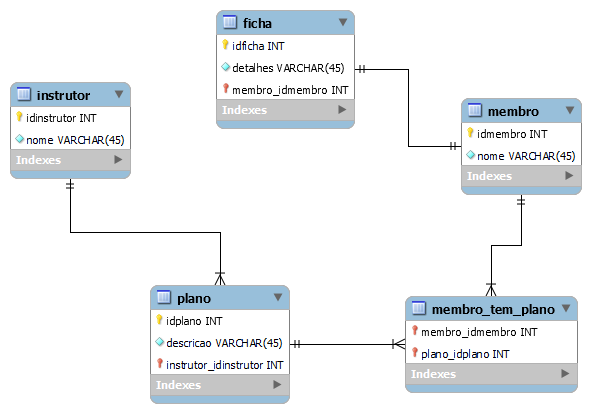 ficha
idficha INT
detalhes VARCHAR(45)
membro_idmembro INT
Indexes
instrutor
idinstrutor INT
nome VARCHAR(45)
Indexes
membro
idmembro INT
nome VARCHAR(45)
Indexes
plano
idplano INT
descricao VARCHAR(45)
instrutor_idinstrutor INT
Indexes
membro_tem_plano
membro_idmembro INT
plano_idplano INT
Indexes